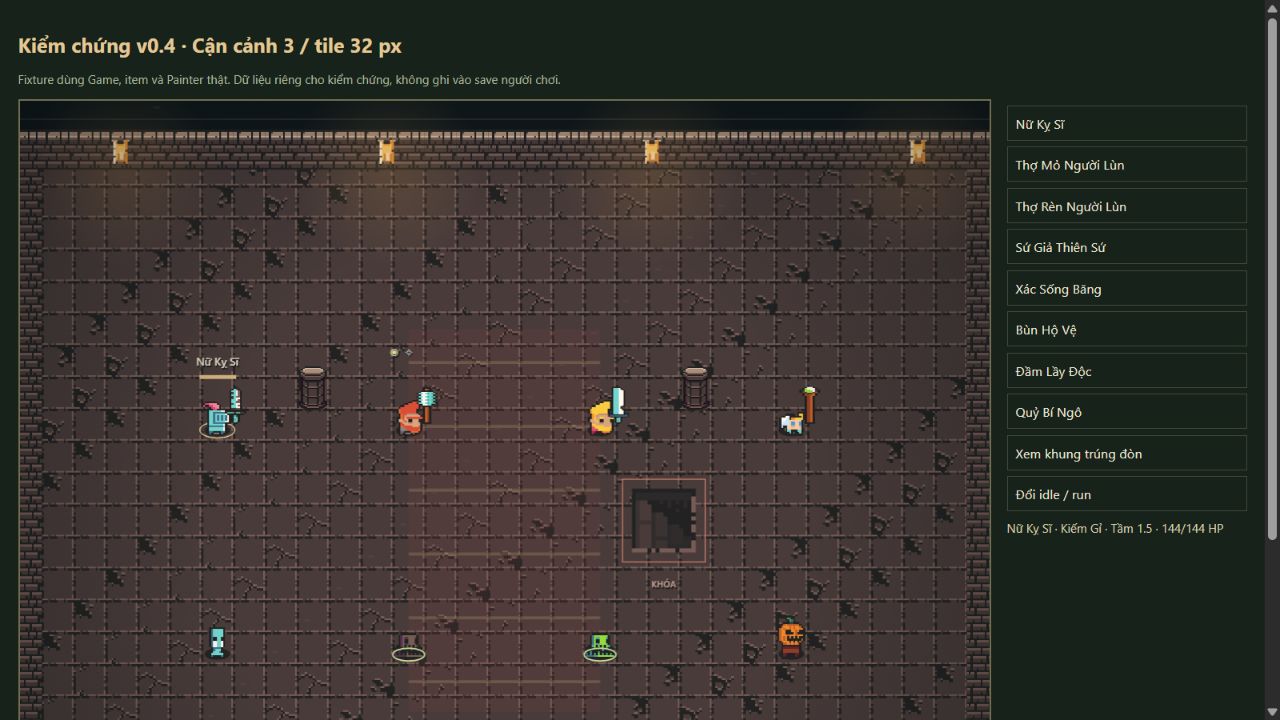 Kiểm chứng v0.4 · Cận cảnh 3 / tile 32 px
Fixture dùng Game, item và Painter thật. Dữ liệu riêng cho kiểm chứng, không ghi vào save người chơi.
Nữ Kỵ Sĩ
KHÓA
Nữ Kỵ Sĩ
Thợ Mỏ Người Lùn
Thợ Rèn Người Lùn
Sứ Giả Thiên Sứ
Xác Sống Băng
Bùn Hộ Vệ
Đầm Lầy Độc
Quỷ Bí Ngô
Xem khung trúng đòn
Đổi idle / run
Nữ Kỵ Sĩ · Kiếm Gỉ · Tầm 1.5 · 144/144 HP